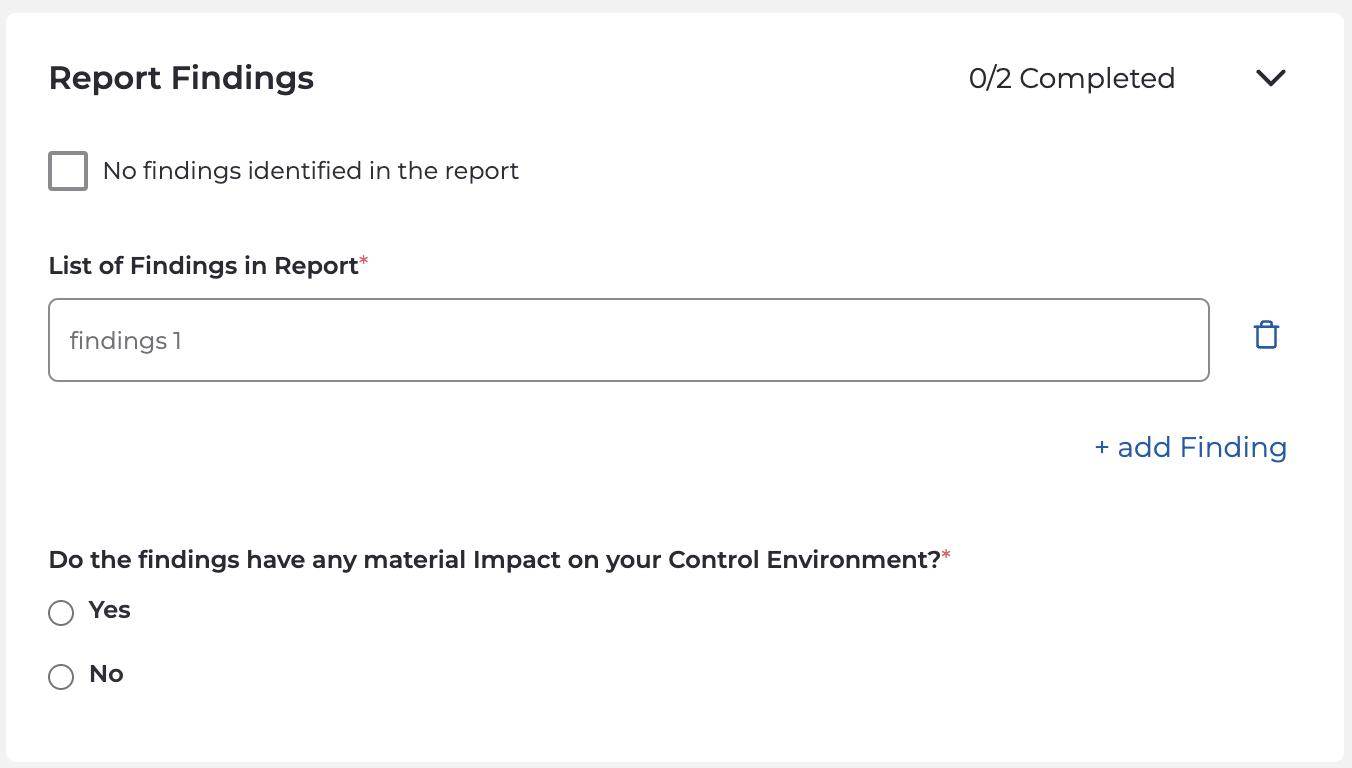 Report Findings
0/2 Completed
No findings identified in the report
List of Findings in Report*
findings 1
+ add Finding
Do the findings have any material Impact on your Control Environment?*
Yes
No